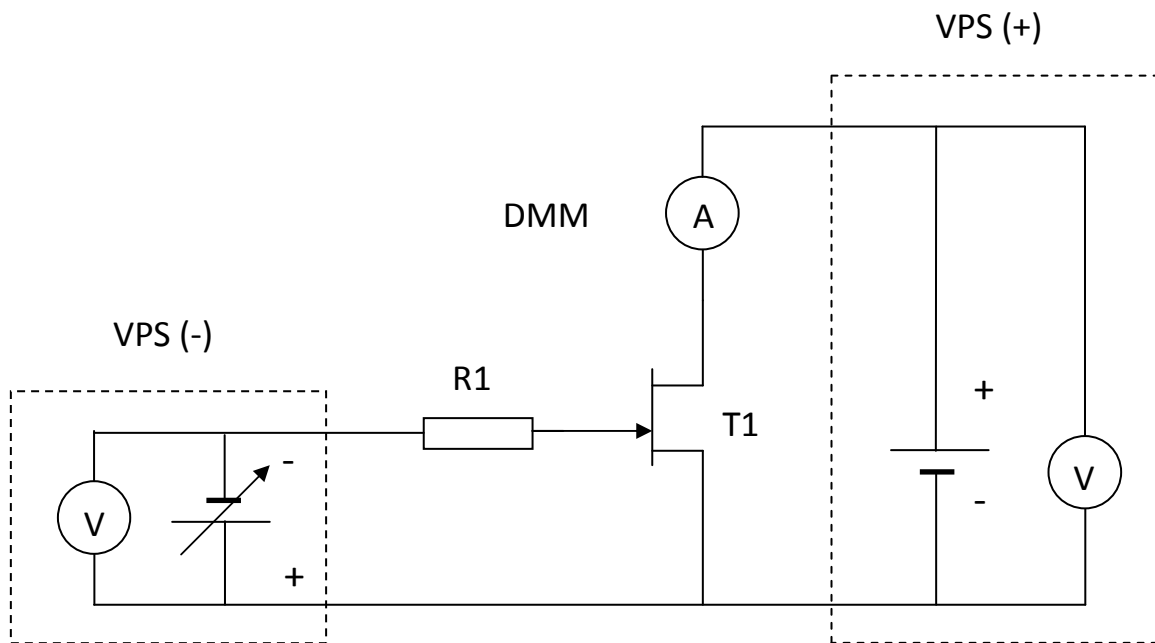 VPS (+)
DMM
A
VPS (-)
R1
T1
+
-
V
-
V
+